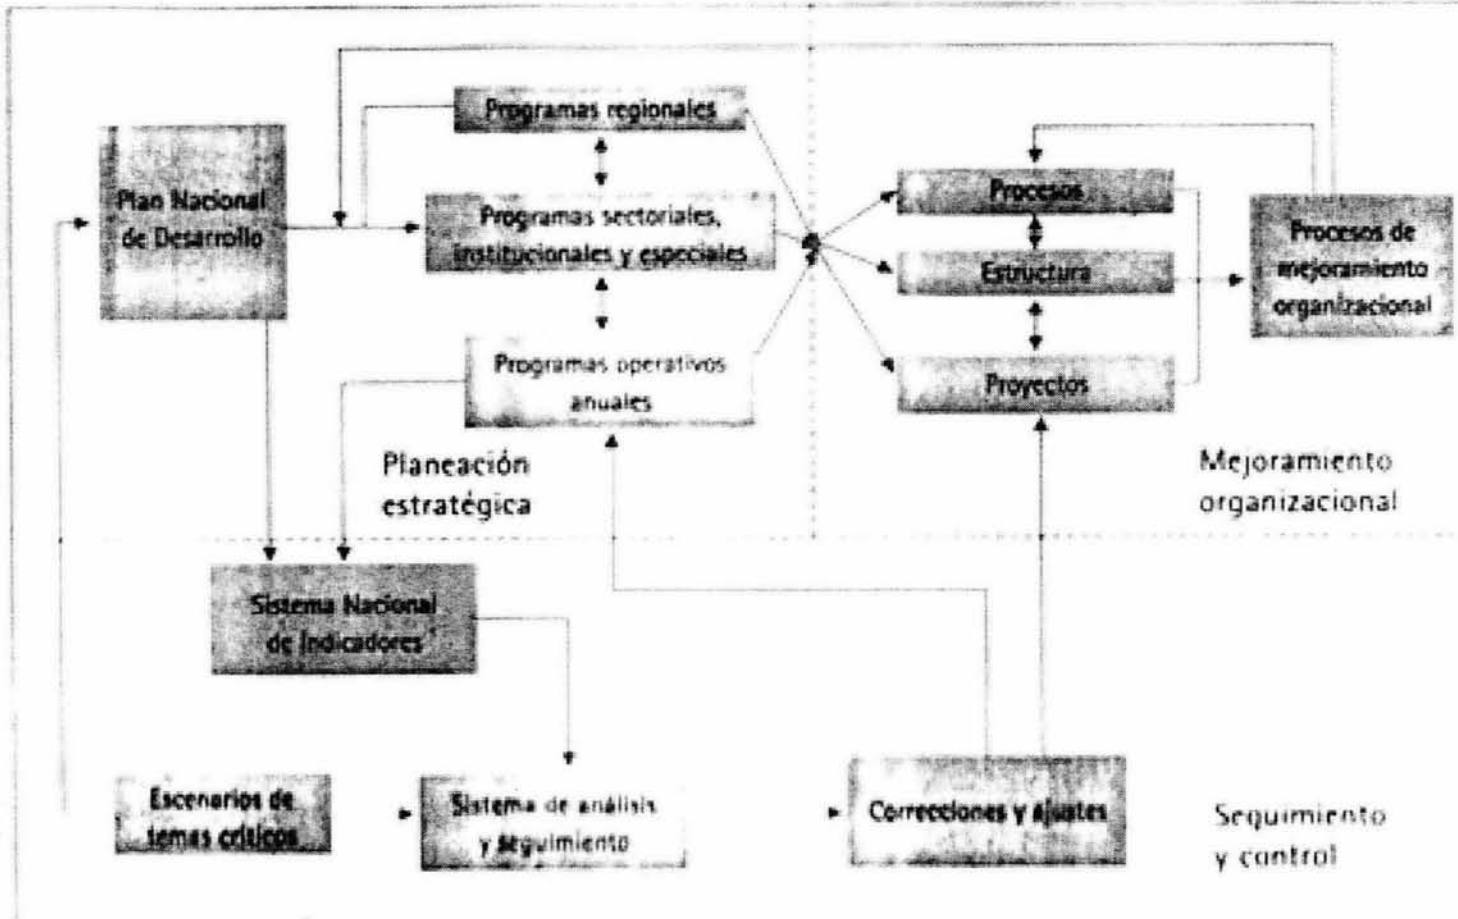 Programas regionales
Plan Nacional
de Desarrollo
Programas sectoriales,
institucionales y especiales
Programas operativos
anuales
Planeación
estratégica
Procesos
Estructura
Proyectos
Procesos de
mejoramiento
organizacional
Mejoramiento
organizacional
Sistema Nacional
de Indicadores
Escenarios de
temas críticos
Sistema de análisis
y seguimiento
Correcciones y ajustes
Seguimiento
y control